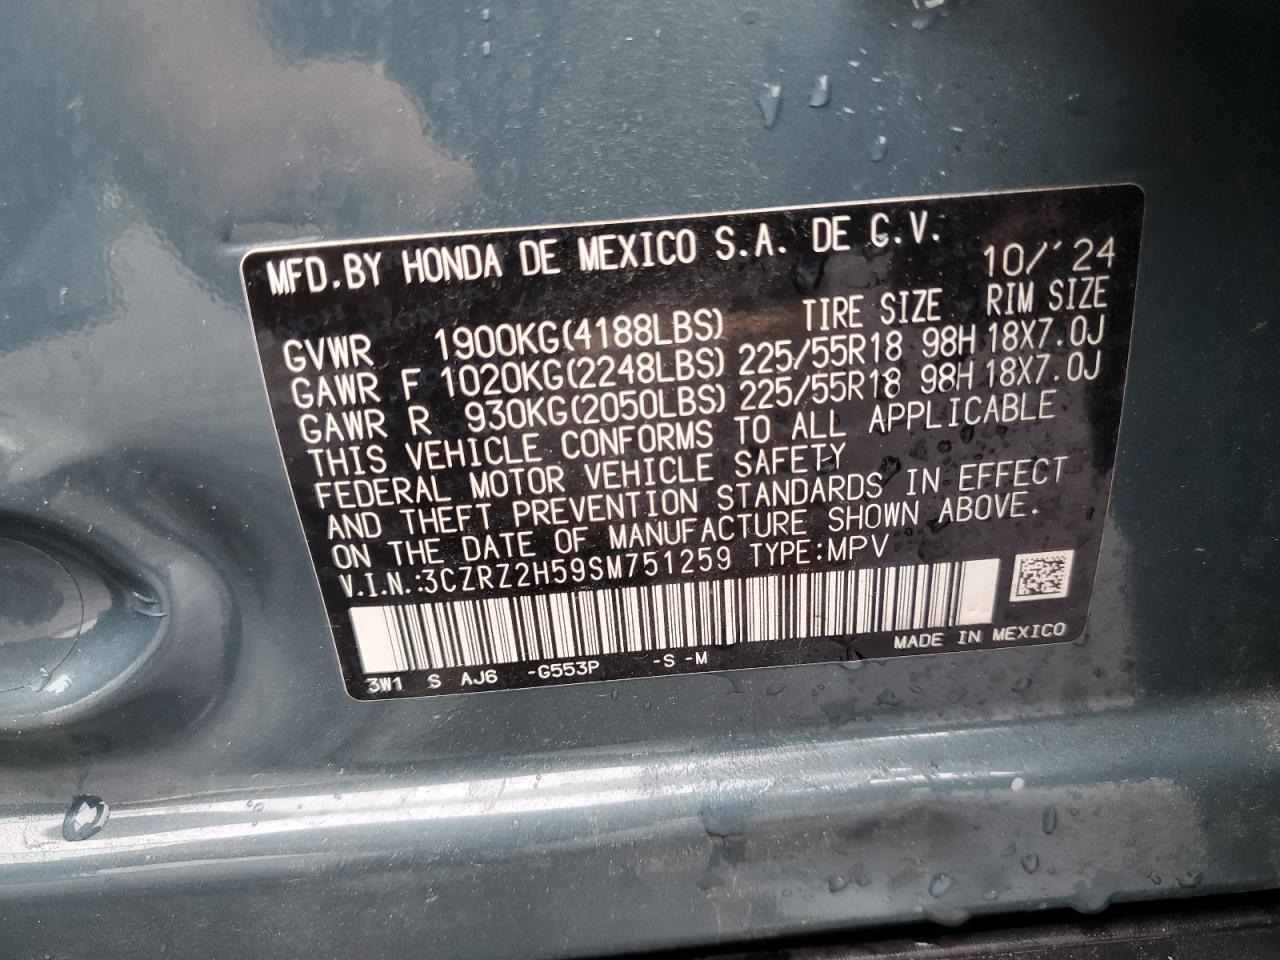 MFD.BY HONDA DE MEXICO S.A. DE C.V.
10/'24
GVWR 1900KG(4188LBS) TIRE SIZE RIM SIZE
GAWR F 1020KG(2248LBS) 225/55R18 98H 18X7.0J
GAWR R 930KG(2050LBS) 225/55R18 98H 18X7.0J
THIS VEHICLE CONFORMS TO ALL APPLICABLE
FEDERAL MOTOR VEHICLE SAFETY
AND THEFT PREVENTION STANDARDS IN EFFECT
ON THE DATE OF MANUFACTURE SHOWN ABOVE.
V.I.N.:3CZRZ2H59SM751259 TYPE:MPV
MADE IN MEXICO
3W1 S AJ6 -G553P -S -M